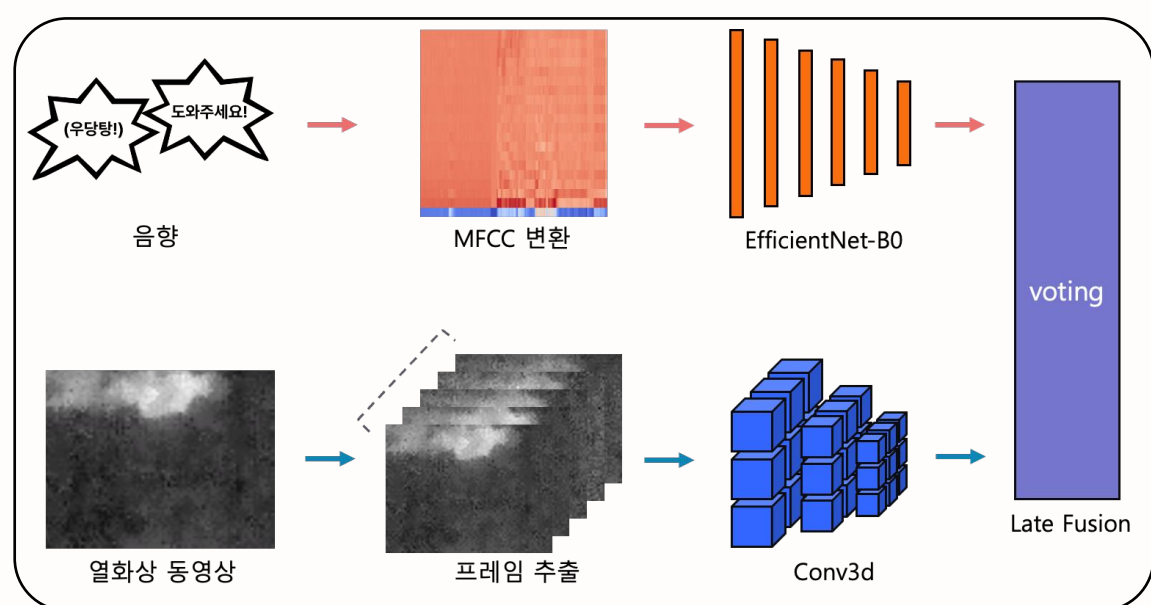 (우당탕!)
도와주세요!
음향
MFCC 변환
EfficientNet-B0
voting
열화상 동영상
프레임 추출
Conv3d
Late Fusion